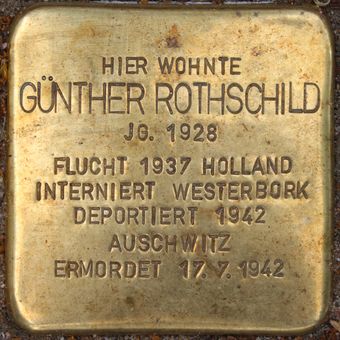 HIER WOHNTE
GÜNTHER ROTHSCHILD
JG. 1928
FLUCHT 1937 HOLLAND
INTERNIERT WESTERBORK
DEPORTIERT 1942
AUSCHWITZ
ERMORDET 17.7.1942